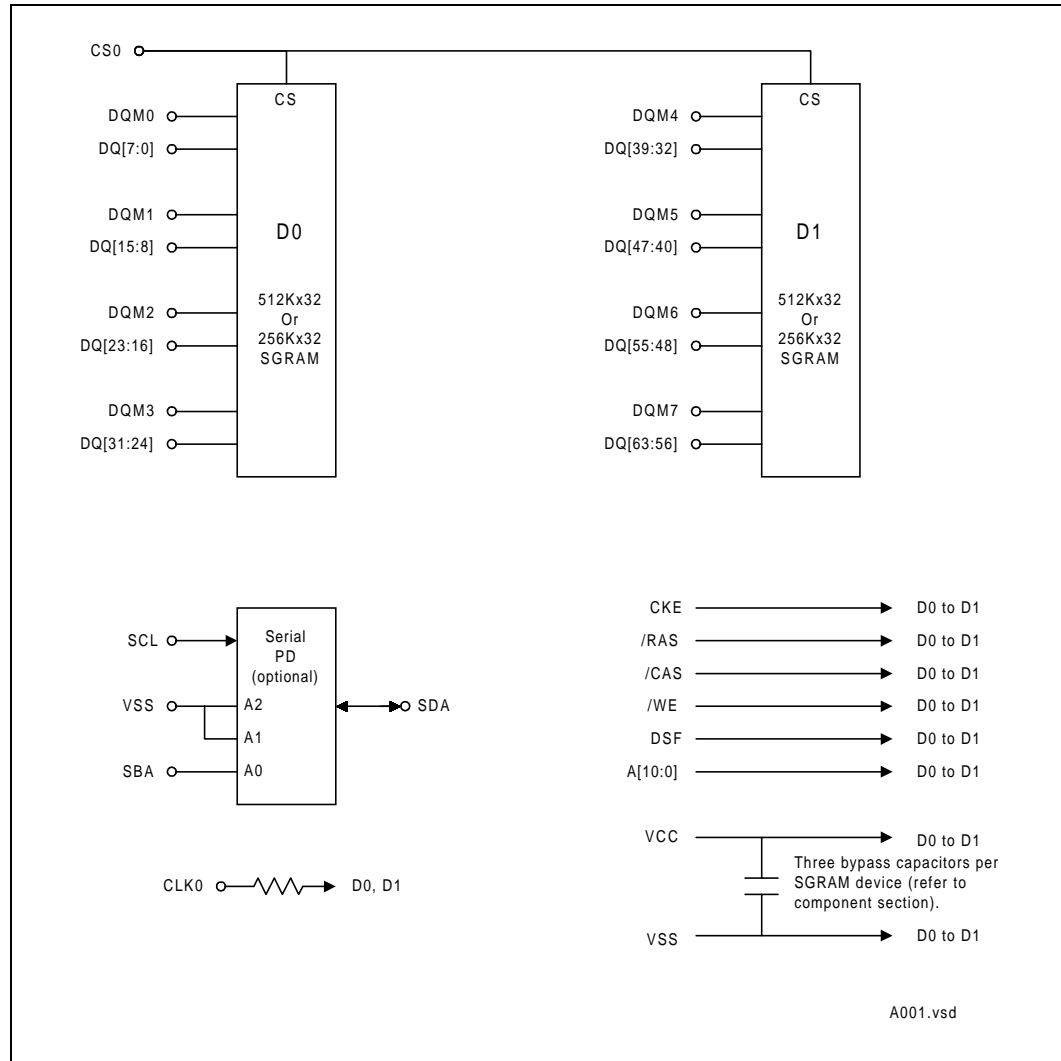 CS0
CS
DQM0
DQ[7:0]
DQM1
DQ[15:8]
DQM2
DQ[23:16]
DQM3
DQ[31:24]
D0
512Kx32
Or
256Kx32
SGRAM
CS
DQM4
DQ[39:32]
DQM5
DQ[47:40]
DQM6
DQ[55:48]
DQM7
DQ[63:56]
D1
512Kx32
Or
256Kx32
SGRAM
SCL
VSS
SBA
Serial
PD
(optional)
A2
A1
A0
SDA
CLK0
D0, D1
CKE D0 to D1
/RAS D0 to D1
/CAS D0 to D1
/WE D0 to D1
DSF D0 to D1
A[10:0] D0 to D1
VCC D0 to D1
Three bypass capacitors per
SGRAM device (refer to
component section).
VSS D0 to D1
A001.vsd